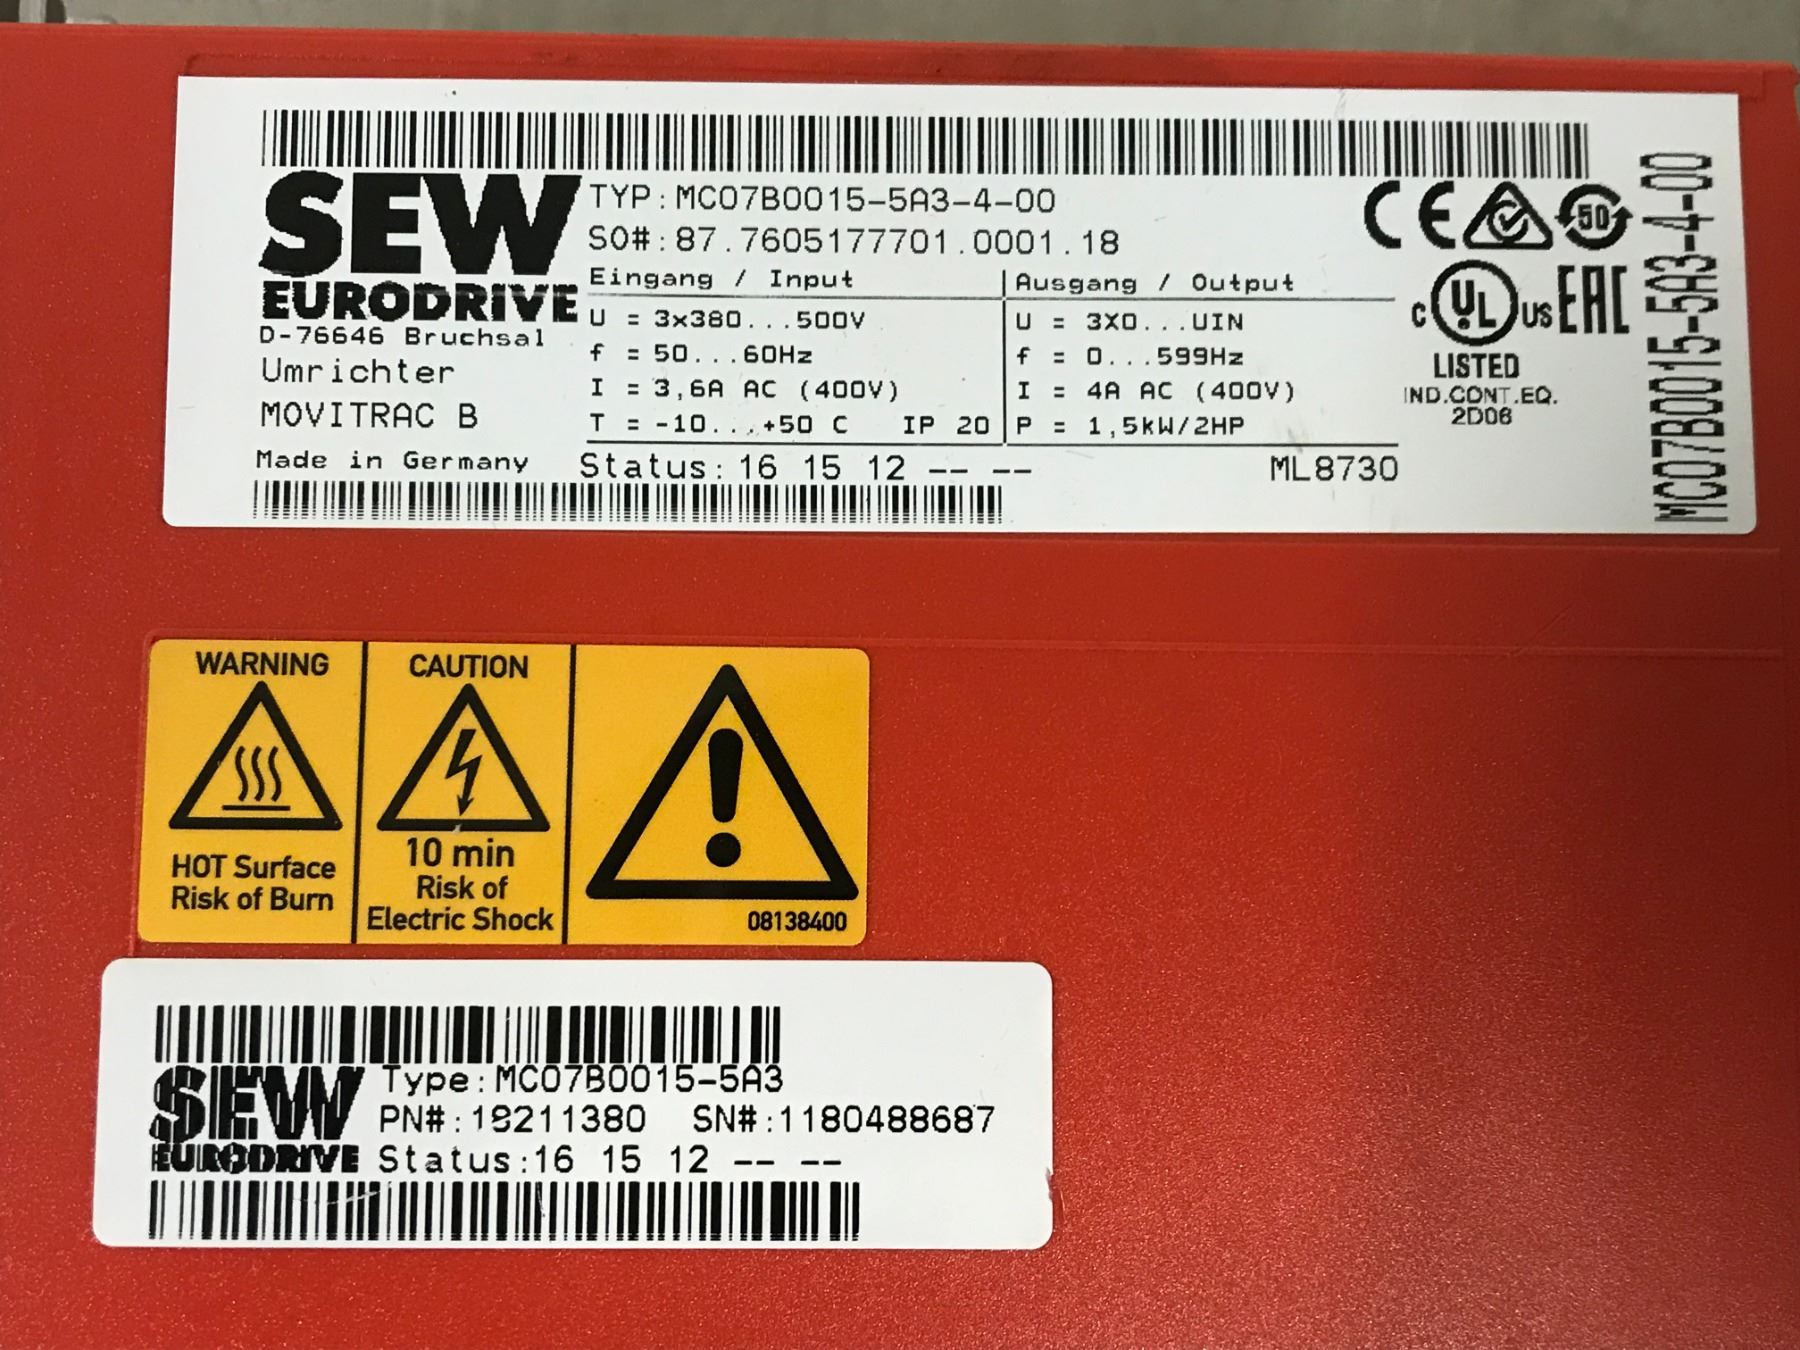 SEW
EURODRIVE
D-76646 Bruchsal
Umrichter
MOVITRAC B
Made in Germany
TYP:MC07B0015-5A3-4-00
SO#:87.7605177701.0001.18
Eingang / Input
U = 3x380...500V
f = 50...60Hz
I = 3,6A AC (400V)
T = -10...+50 C IP 20
Ausgang / Output
U = 3X0...UIN
f = 0...599Hz
I = 4A AC (400V)
P = 1,5kW/2HP
Status: 16 15 12 -- --
ML8730
CE
50
C UL US EAC
LISTED
IND.CONT.EQ.
2D06
MC07B0015-5A3-4-00
WARNING
HOT Surface
Risk of Burn
CAUTION
10 min
Risk of
Electric Shock
08138400
SEW
EURODRIVE
Type:MC07B0015-5A3
PN#:18211380 SN#:1180488687
Status:16 15 12 -- --